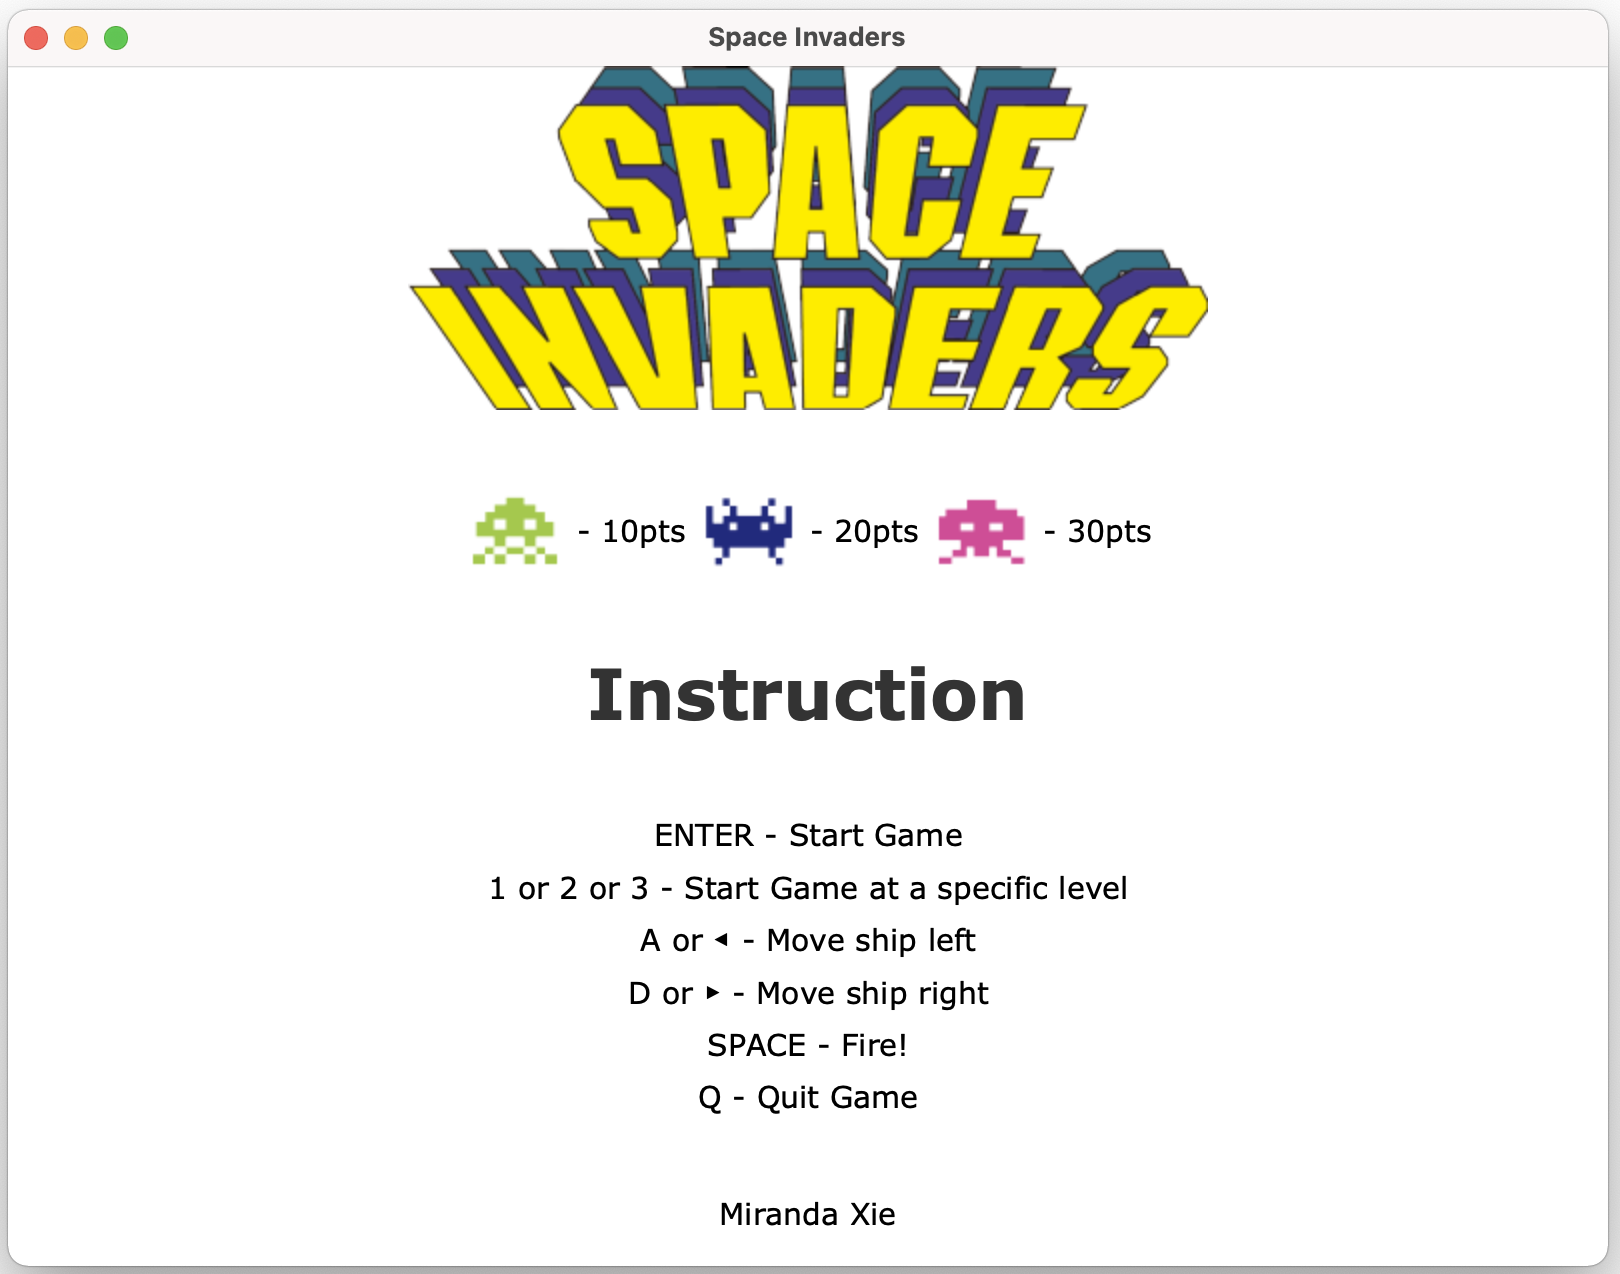 Space Invaders
SPACE
INVADERS
- 10pts - 20pts - 30pts
Instruction
ENTER - Start Game
1 or 2 or 3 - Start Game at a specific level
A or ◂ - Move ship left
D or ▸ - Move ship right
SPACE - Fire!
Q - Quit Game
Miranda Xie